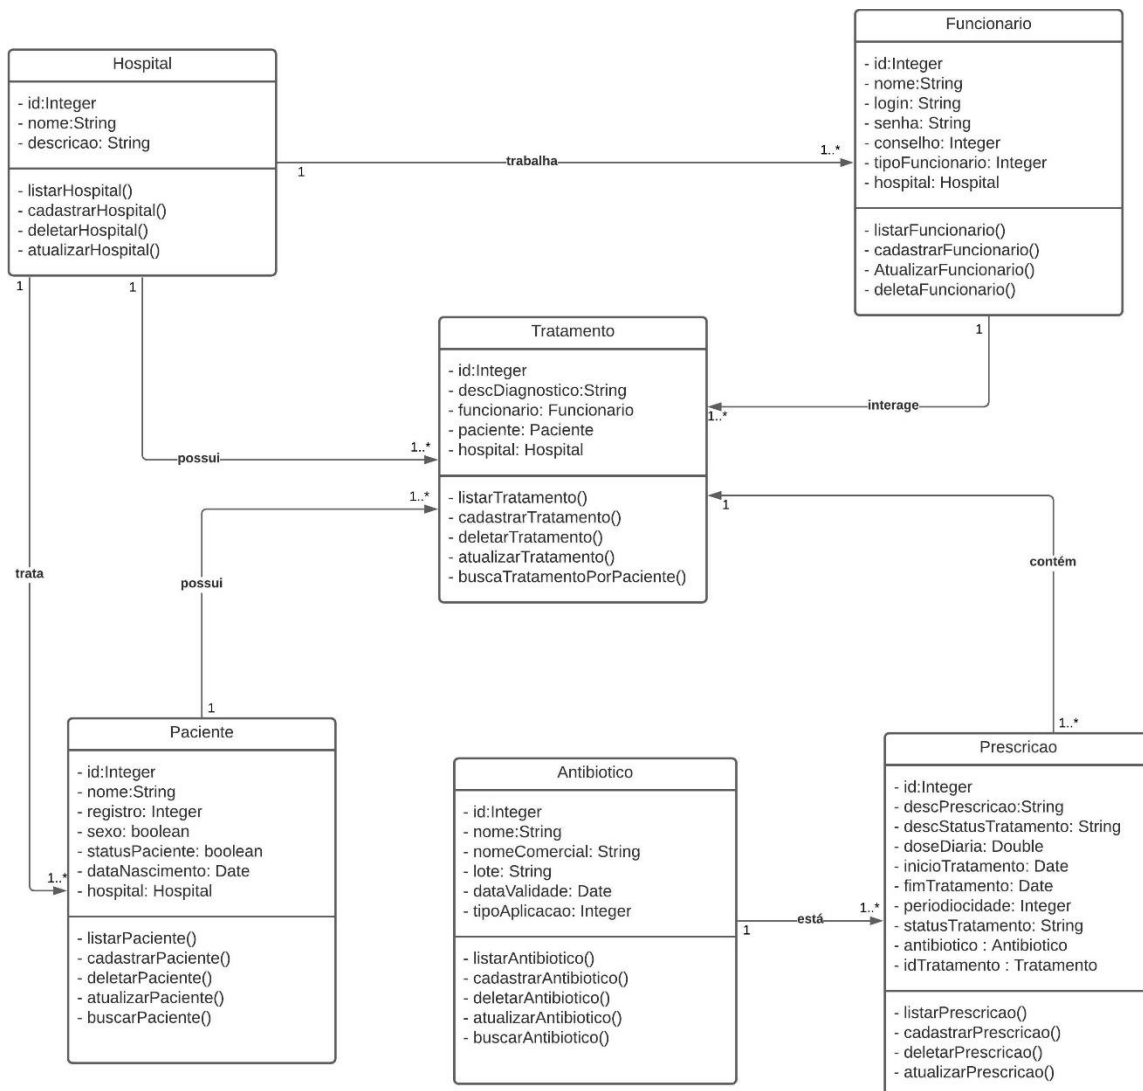 Hospital
- id:Integer
- nome:String
- descricao: String
- listarHospital()
- cadastrarHospital()
- deletarHospital()
- atualizarHospital()
1
trabalha
1..*
Funcionario
- id:Integer
- nome:String
- login: String
- senha: String
- conselho: Integer
- tipoFuncionario: Integer
- hospital: Hospital
- listarFuncionario()
- cadastrarFuncionario()
- AtualizarFuncionario()
- deletaFuncionario()
1
1
1
interage
1..*
Tratamento
- id:Integer
- descDiagnostico:String
- funcionario: Funcionario
- paciente: Paciente
- hospital: Hospital
- listarTratamento()
- cadastrarTratamento()
- deletarTratamento()
- atualizarTratamento()
- buscaTratamentoPorPaciente()
possui
1..*
1..*
possui
1
trata
1..*
1
contém
1..*
Paciente
- id:Integer
- nome:String
- registro: Integer
- sexo: boolean
- statusPaciente: boolean
- dataNascimento: Date
- hospital: Hospital
- listarPaciente()
- cadastrarPaciente()
- deletarPaciente()
- atualizarPaciente()
- buscarPaciente()
Antibiotico
- id:Integer
- nome:String
- nomeComercial: String
- lote: String
- dataValidade: Date
- tipoAplicacao: Integer
- listarAntibiotico()
- cadastrarAntibiotico()
- deletarAntibiotico()
- atualizarAntibiotico()
- buscarAntibiotico()
1
está
1..*
Prescricao
- id:Integer
- descPrescricao:String
- descStatusTratamento: String
- doseDiaria: Double
- inicioTratamento: Date
- fimTratamento: Date
- periodiocidade: Integer
- statusTratamento: String
- antibiotico : Antibiotico
- idTratamento : Tratamento
- listarPrescricao()
- cadastrarPrescricao()
- deletarPrescricao()
- atualizarPrescricao()